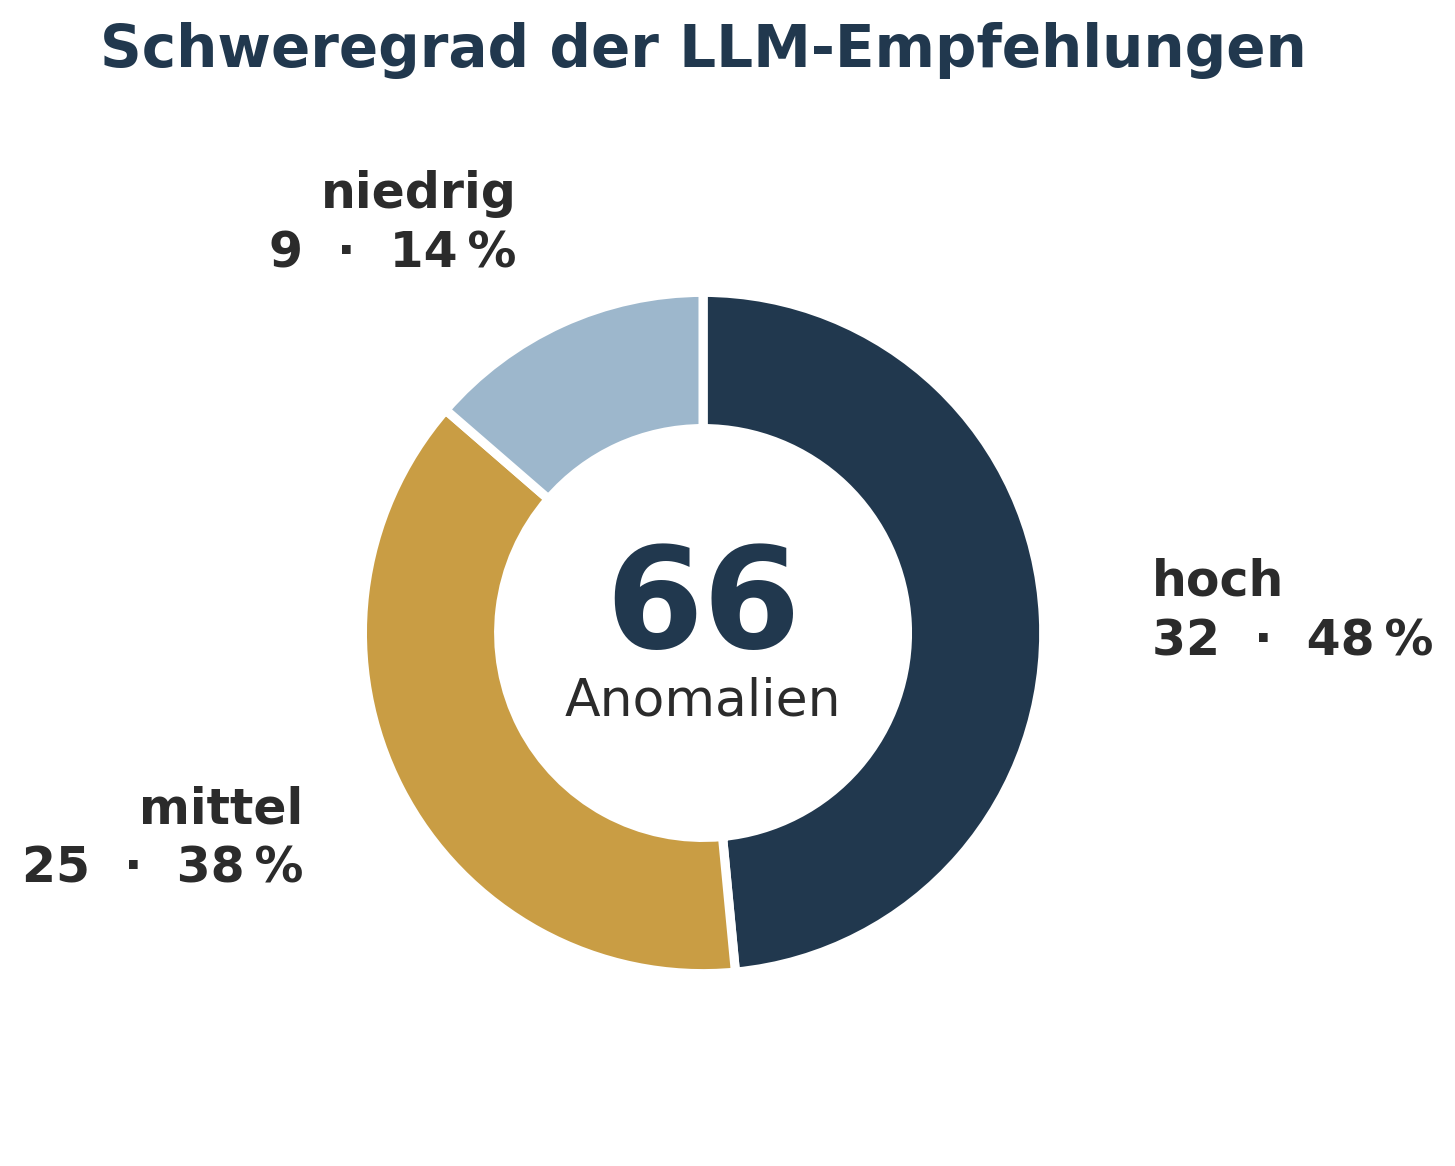 Schweregrad der LLM-Empfehlungen
niedrig
9 · 14 %
66
Anomalien
hoch
32 · 48 %
mittel
25 · 38 %